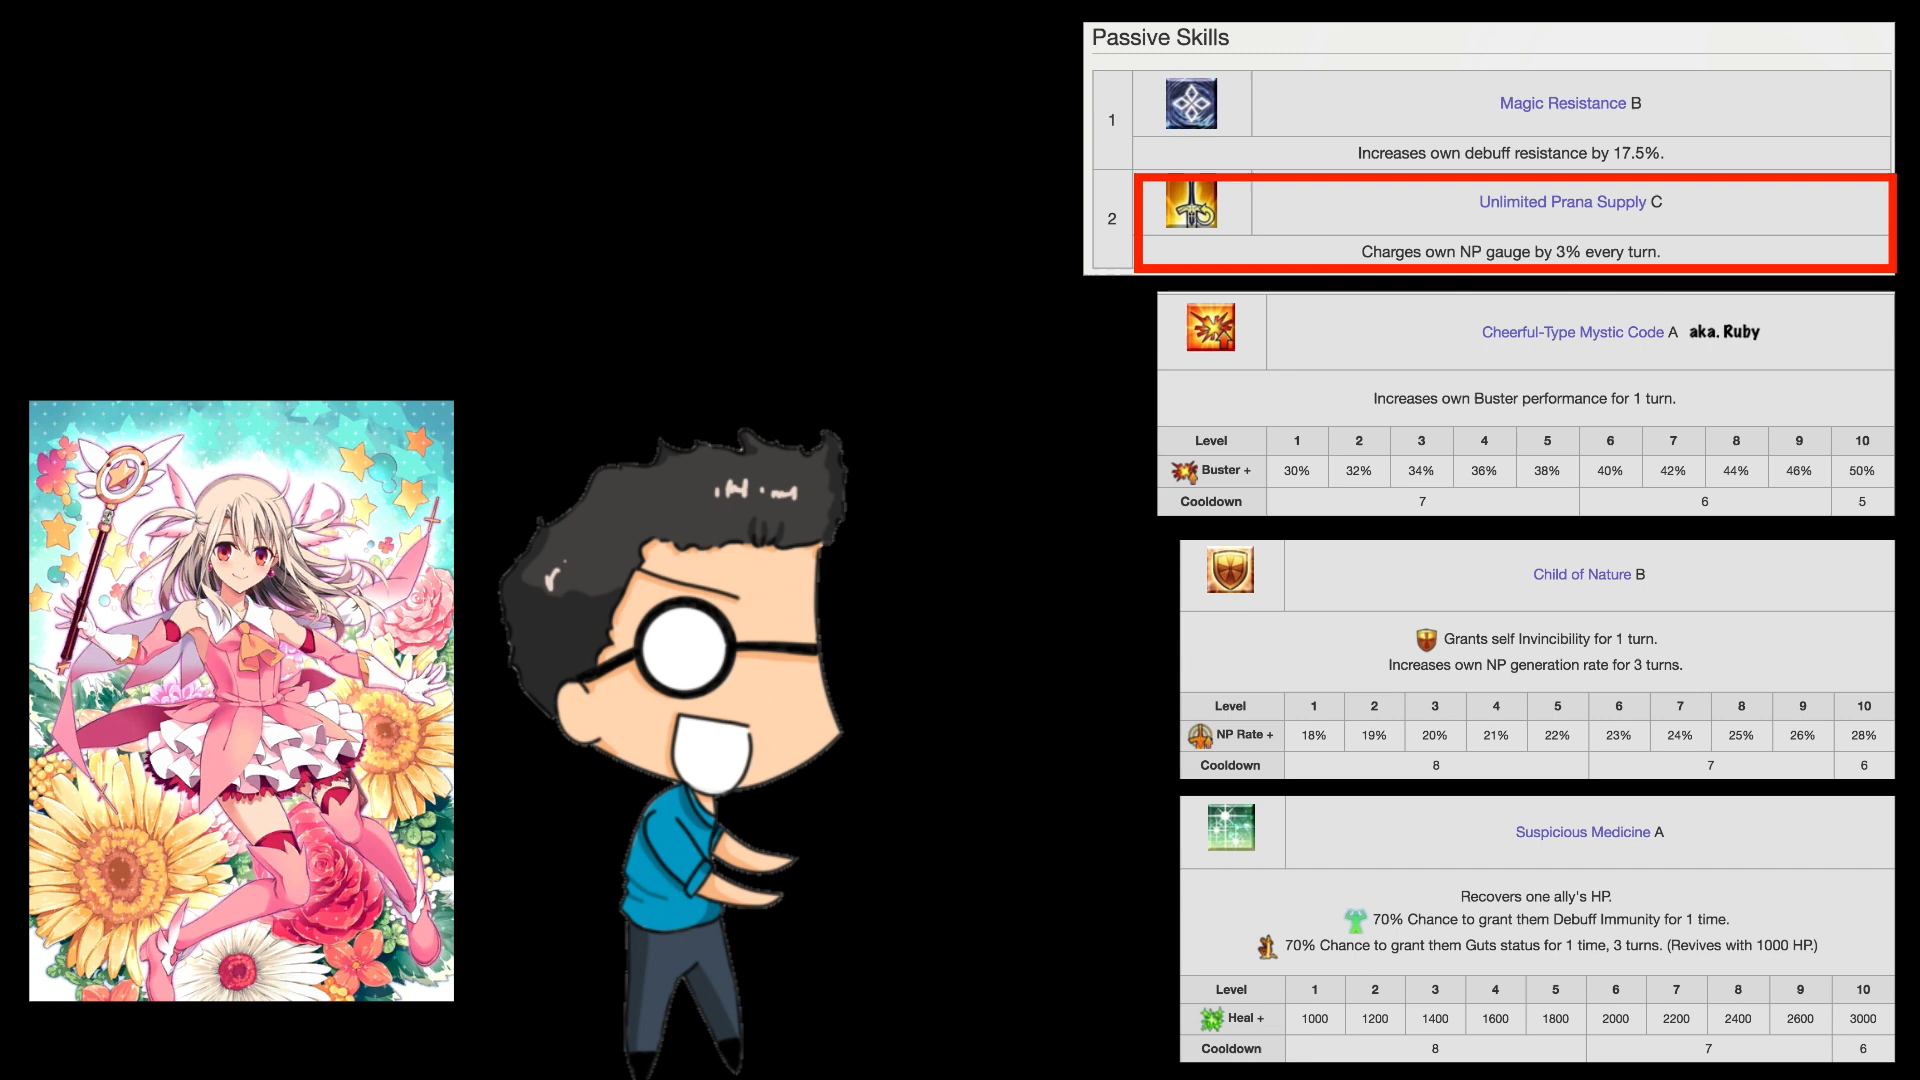 Passive Skills
1
Magic Resistance B
Increases own debuff resistance by 17.5%.
2
Unlimited Prana Supply C
Charges own NP gauge by 3% every turn.
Cheerful-Type Mystic Code A aka. Ruby
Increases own Buster performance for 1 turn.
Level 1 2 3 4 5 6 7 8 9 10
Buster + 30% 32% 34% 36% 38% 40% 42% 44% 46% 50%
Cooldown 7 6 5
Child of Nature B
Grants self Invincibility for 1 turn.
Increases own NP generation rate for 3 turns.
Level 1 2 3 4 5 6 7 8 9 10
NP Rate + 18% 19% 20% 21% 22% 23% 24% 25% 26% 28%
Cooldown 8 7 6
Suspicious Medicine A
Recovers one ally's HP.
70% Chance to grant them Debuff Immunity for 1 time.
70% Chance to grant them Guts status for 1 time, 3 turns. (Revives with 1000 HP.)
Level 1 2 3 4 5 6 7 8 9 10
Heal + 1000 1200 1400 1600 1800 2000 2200 2400 2600 3000
Cooldown 8 7 6